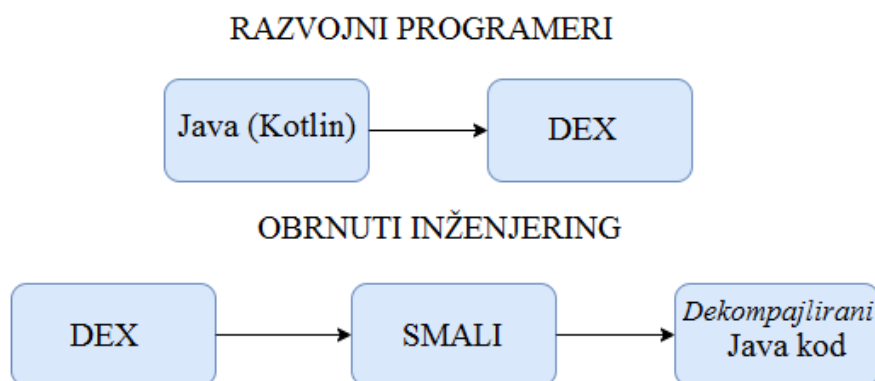 RAZVOJNI PROGRAMERI
Java (Kotlin)
DEX
OBRNUTI INŽENJERING
DEX
SMALI
Dekompajlirani
Java kod